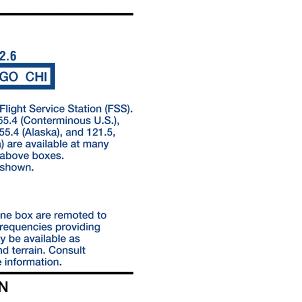 2.6
GO CHI
Flight Service Station (FSS).
55.4 (Conterminous U.S.),
55.4 (Alaska), and 121.5,
) are available at many
above boxes.
shown.
ne box are remoted to
requencies providing
y be available as
nd terrain. Consult
information.
N